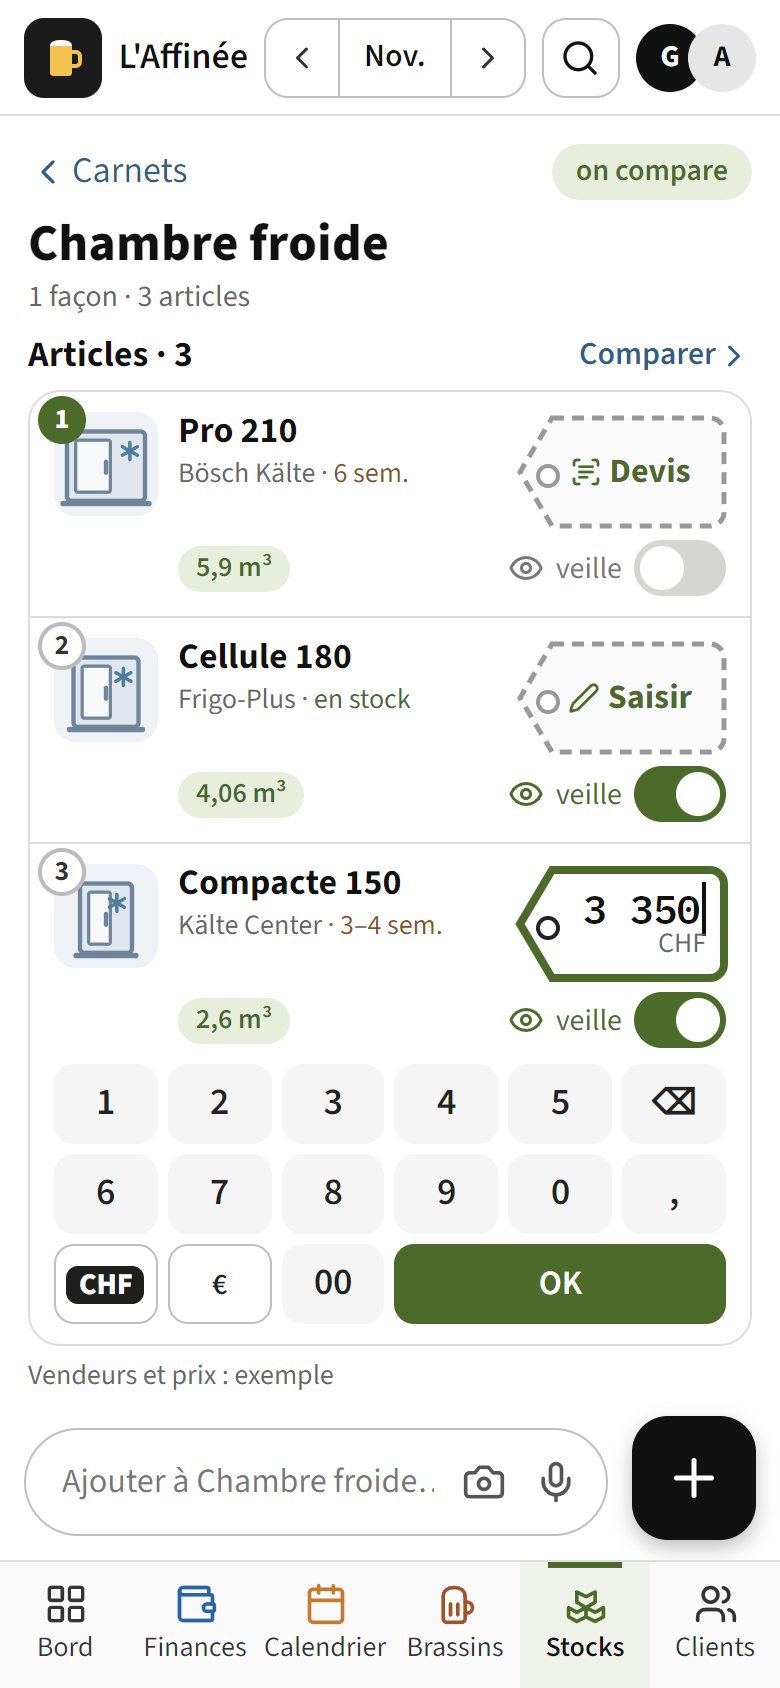 L'Affinée
Nov.
G
A
Carnets
on compare
Chambre froide
1 façon · 3 articles
Articles · 3
Comparer
1
Pro 210
Bösch Kälte · 6 sem.
Devis
5,9 m³
veille
2
Cellule 180
Frigo-Plus · en stock
Saisir
4,06 m³
veille
3
Compacte 150
Kälte Center · 3–4 sem.
3 350
CHF
2,6 m³
veille
1 2 3 4 5 ⌫
6 7 8 9 0 ,
CHF € 00 OK
Vendeurs et prix : exemple
Ajouter à Chambre froide..
Bord Finances Calendrier Brassins Stocks Clients